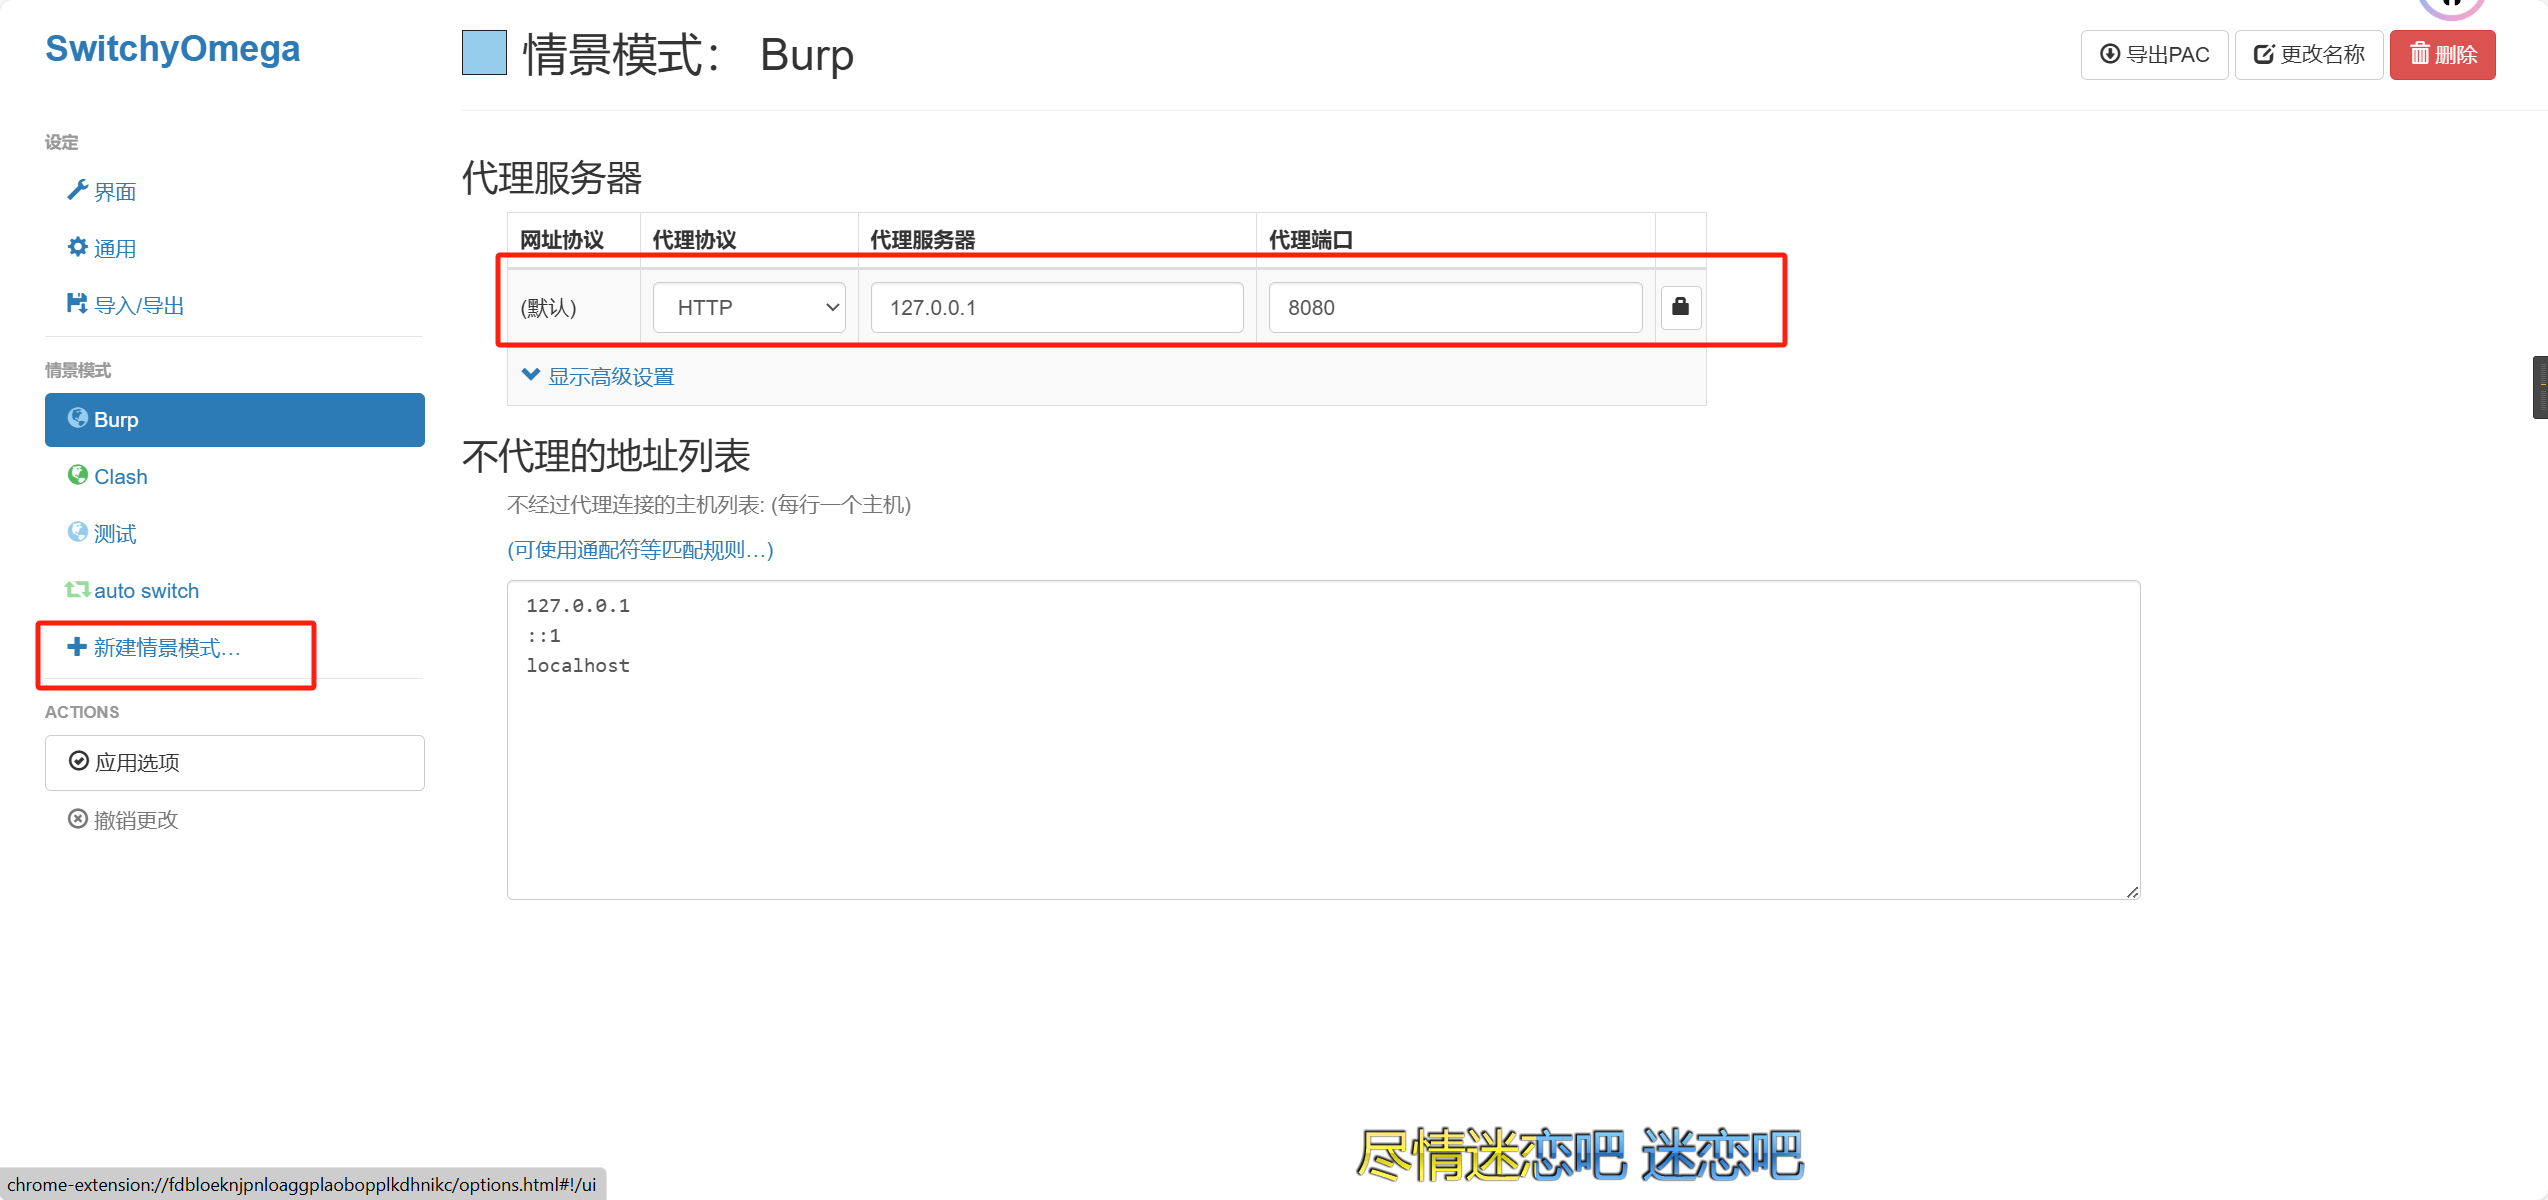 SwitchyOmega
设定
界面
通用
导入/导出
情景模式
Burp
Clash
测试
auto switch
新建情景模式…
ACTIONS
应用选项
撤销更改
情景模式： Burp
导出PAC
更改名称
删除
代理服务器
网址协议 代理协议 代理服务器 代理端口
(默认) HTTP 127.0.0.1 8080
显示高级设置
不代理的地址列表
不经过代理连接的主机列表: (每行一个主机)
(可使用通配符等匹配规则…)
127.0.0.1
::1
localhost
尽情迷恋吧 迷恋吧
chrome-extension://fdbloeknjpnloaggplaobopplkdhnikc/options.html#!/ui